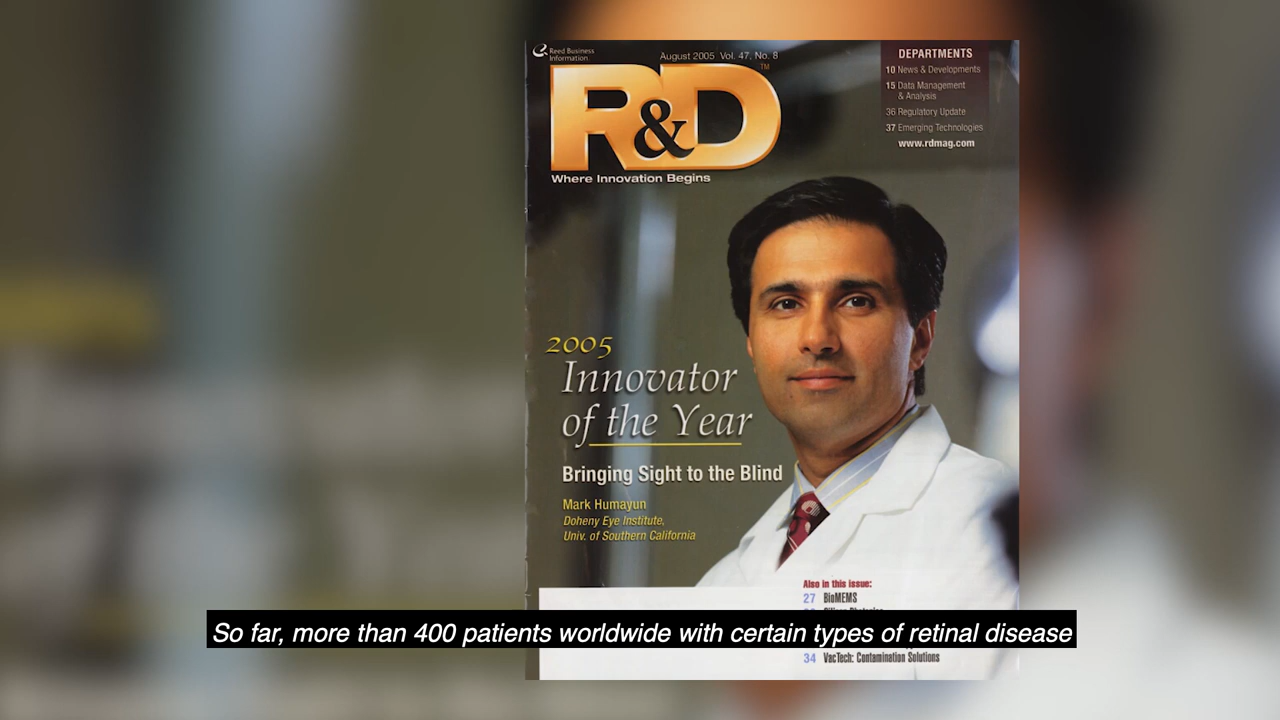 Reed Business
Information
August 2005 Vol. 47, No. 8
R&D
TM
Where Innovation Begins
DEPARTMENTS
10 News & Developments
15 Data Management
& Analysis
36 Regulatory Update
37 Emerging Technologies
www.rdmag.com
2005
Innovator
of the Year
Bringing Sight to the Blind
Mark Humayun
Doheny Eye Institute,
Univ. of Southern California
Also in this issue:
27 BioMEMS
So far, more than 400 patients worldwide with certain types of retinal disease
34 VacTech: Contamination Solutions